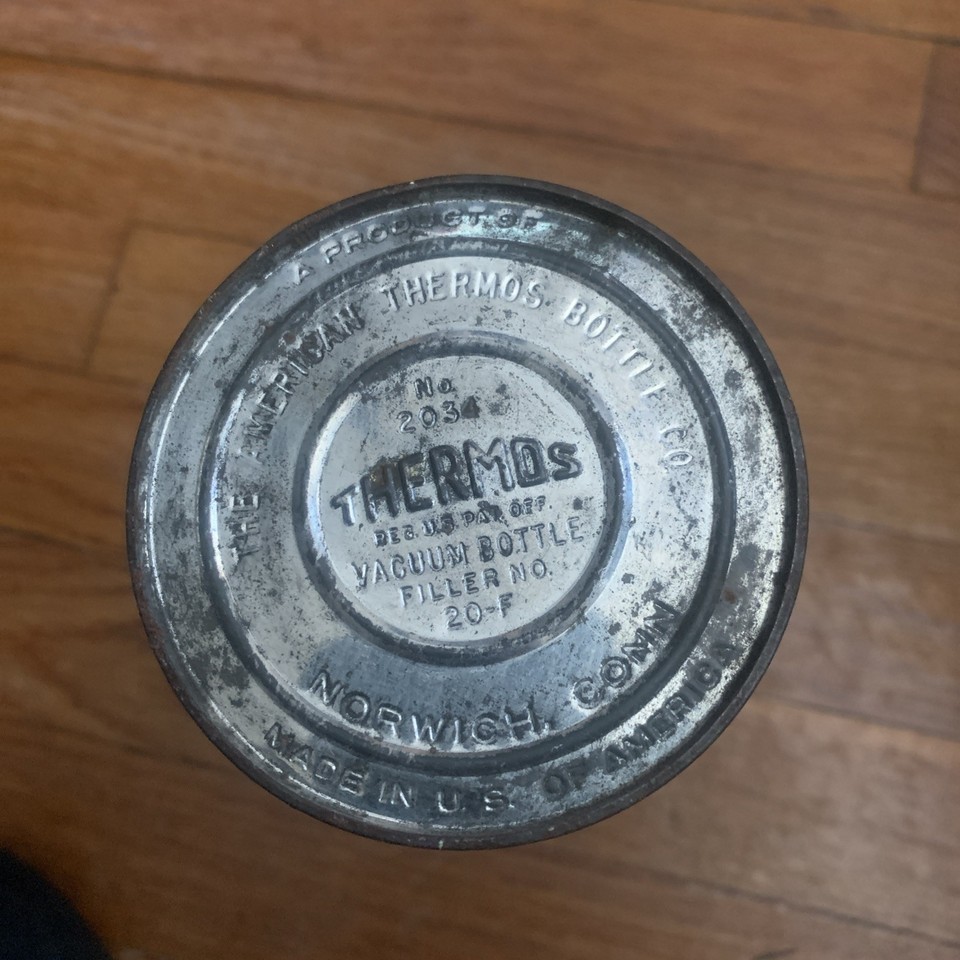 A PRODUCT OF
THE AMERICAN THERMOS BOTTLE CO
No.
2034
THERMOS
REG. U.S. PAT. OFF.
VACUUM BOTTLE
FILLER NO.
20-F
NORWICH, CONN
MADE IN U.S. OF AMERICA